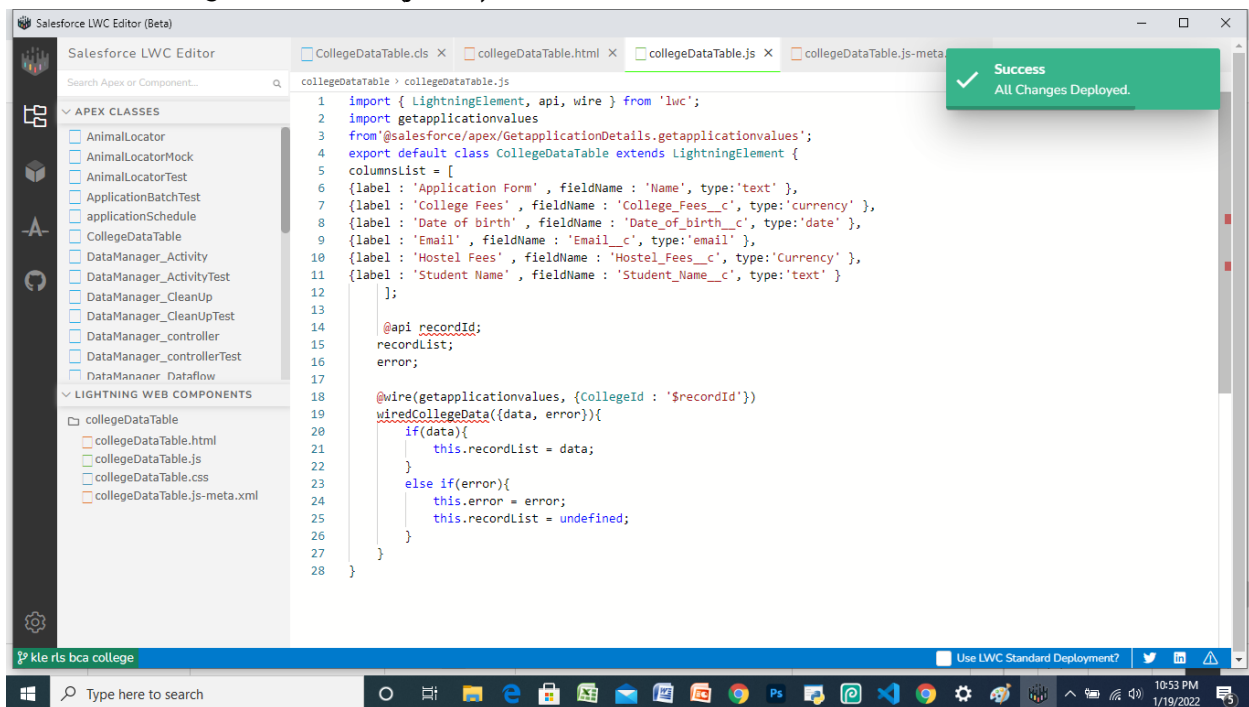 Salesforce LWC Editor (Beta)
Salesforce LWC Editor
CollegeDataTable.cls
collegeDataTable.html
collegeDataTable.js
collegeDataTable.js-meta.
Success
All Changes Deployed.
Search Apex or Component...
collegeDataTable > collegeDataTable.js
APEX CLASSES
AnimalLocator
AnimalLocatorMock
AnimalLocatorTest
ApplicationBatchTest
applicationSchedule
CollegeDataTable
DataManager_Activity
DataManager_ActivityTest
DataManager_CleanUp
DataManager_CleanUpTest
DataManager_controller
DataManager_controllerTest
DataManager_Dataflow
LIGHTNING WEB COMPONENTS
collegeDataTable
collegeDataTable.html
collegeDataTable.js
collegeDataTable.css
collegeDataTable.js-meta.xml
1 import { LightningElement, api, wire } from 'lwc';
2 import getapplicationvalues
3 from'@salesforce/apex/GetapplicationDetails.getapplicationvalues';
4 export default class CollegeDataTable extends LightningElement {
5 columnsList = [
6 {label : 'Application Form' , fieldName : 'Name', type:'text' },
7 {label : 'College Fees' , fieldName : 'College_Fees__c', type:'currency' },
8 {label : 'Date of birth' , fieldName : 'Date_of_birth__c', type:'date' },
9 {label : 'Email' , fieldName : 'Email__c', type:'email' },
10 {label : 'Hostel Fees' , fieldName : 'Hostel_Fees__c', type:'Currency' },
11 {label : 'Student Name' , fieldName : 'Student_Name__c', type:'text' }
12 ];
13
14 @api recordId;
15 recordList;
16 error;
17
18 @wire(getapplicationvalues, {CollegeId : '$recordId'})
19 wiredCollegeData({data, error}){
20 if(data){
21 this.recordList = data;
22 }
23 else if(error){
24 this.error = error;
25 this.recordList = undefined;
26 }
27 }
28 }
kle rls bca college
Use LWC Standard Deployment?
Type here to search
10:53 PM
1/19/2022